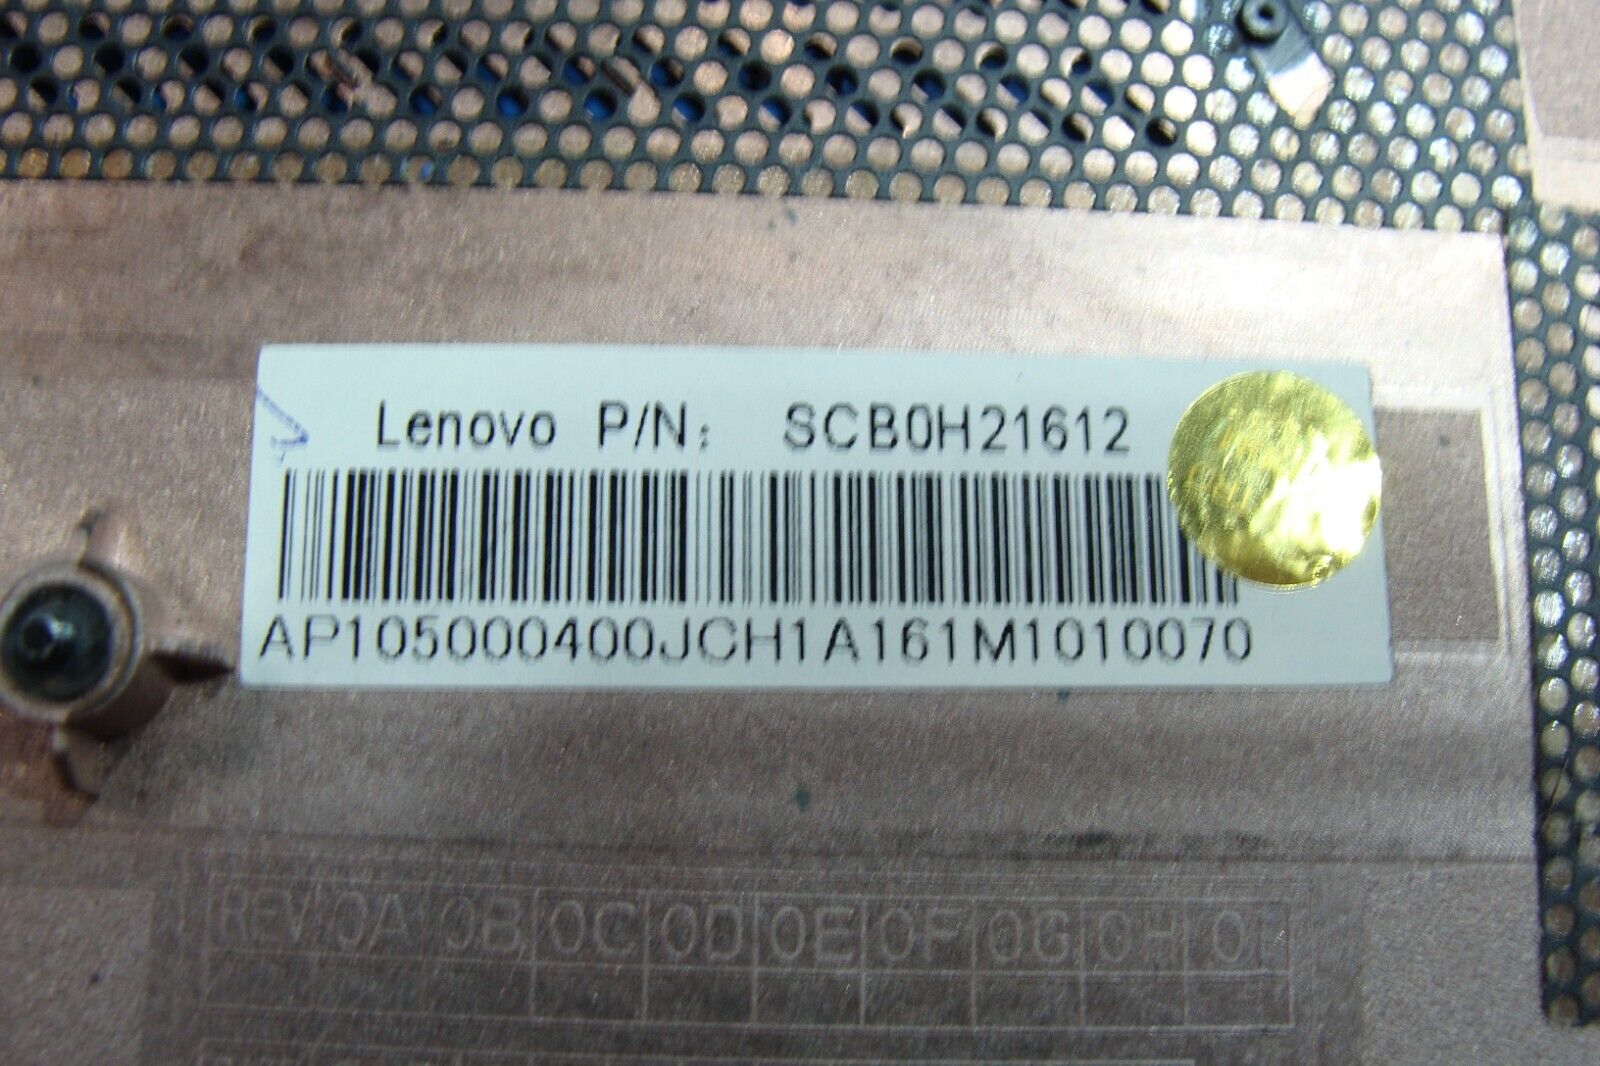 Lenovo P/N: SCB0H21612
AP105000400JCH1A161M1010070
REV 0A 0B 0C 0D 0E 0F 0G 0H 0I